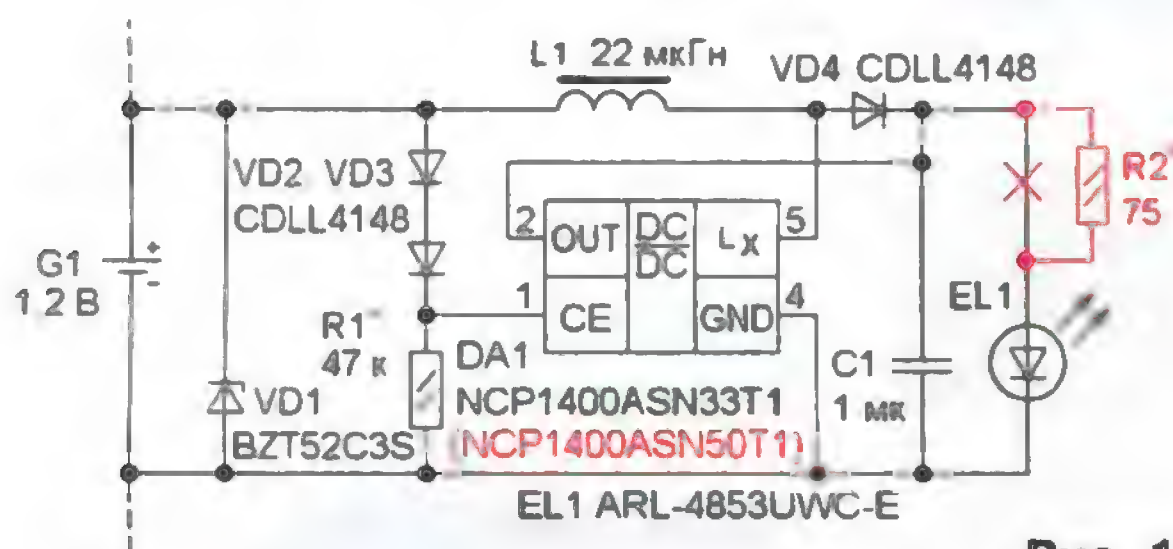 L1 22 мкГн
VD4 CDLL4148
VD2 VD3
CDLL4148
R2*
75
G1
1,2 В
+
-
2
OUT
DC
DC
LX
5
1
CE
GND
4
EL1
R1*
47 к
DA1
NCP1400ASN33T1
(NCP1400ASN50T1)
C1
1 мк
VD1
BZT52C3S
EL1 ARL-4853UWC-E